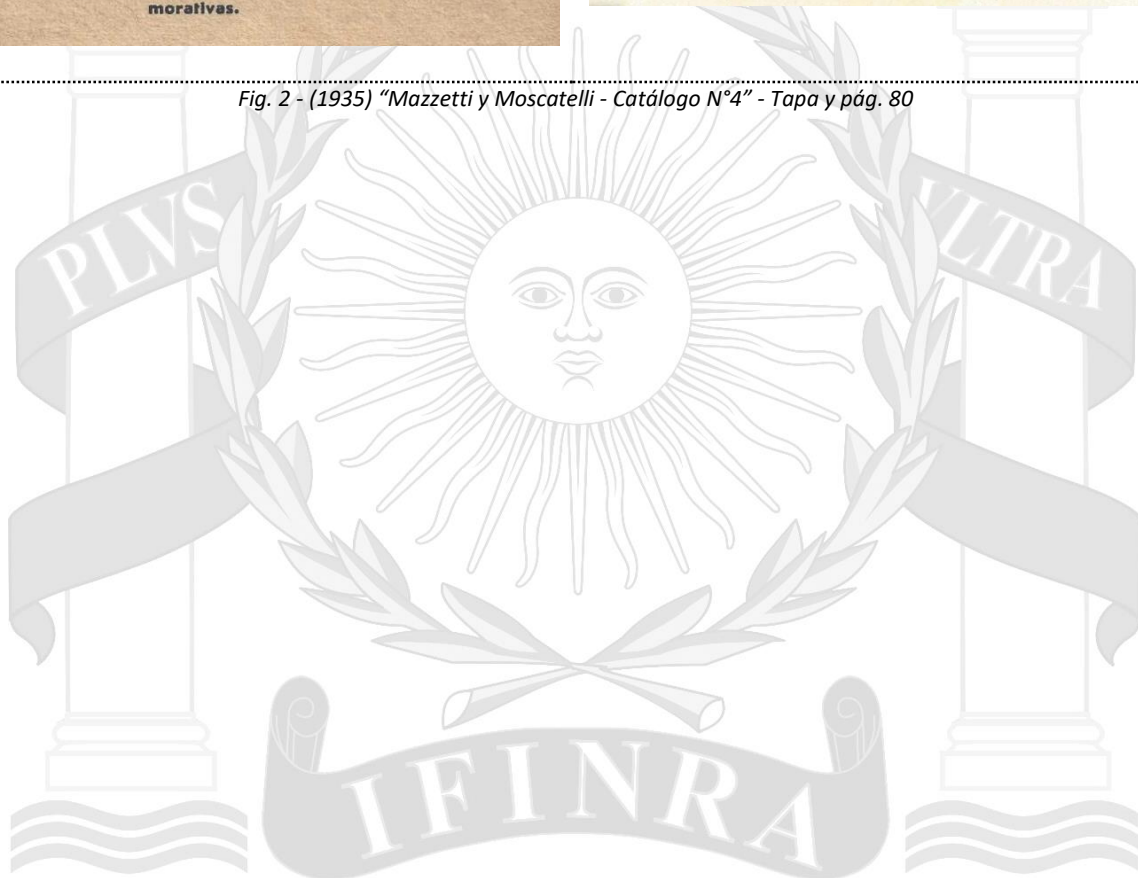 morativas.
Fig. 2 - (1935) “Mazzetti y Moscatelli - Catálogo N°4” - Tapa y pág. 80
PLVS VLTRA
IFINRA